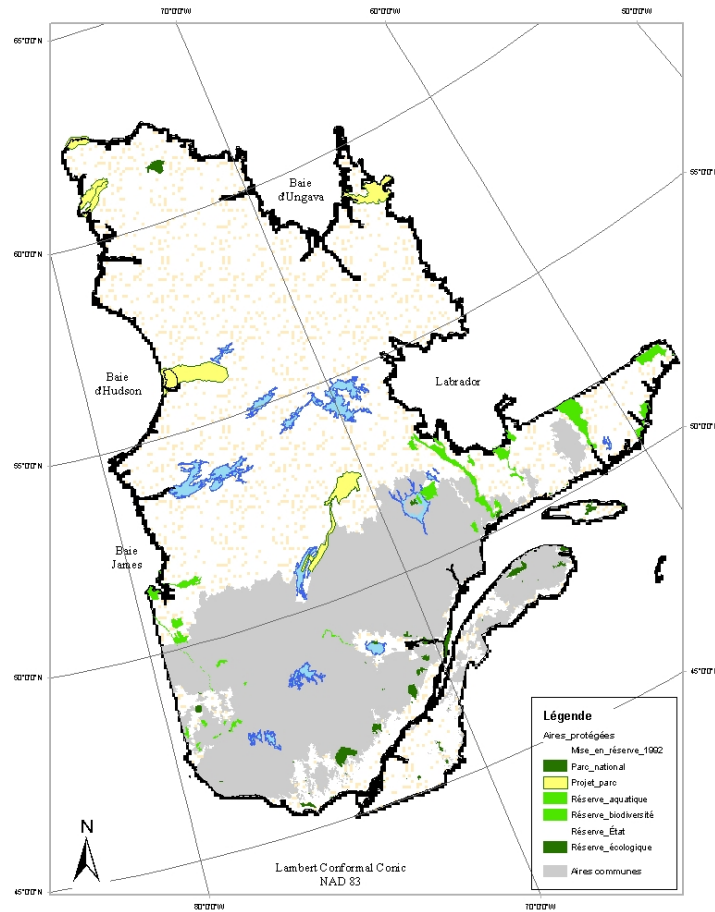 70°0'0"W
60°0'0"W
50°0'0"W
65°0'0"N
55°0'0"N
60°0'0"N
Baie
d'Ungava
Baie
d'Hudson
Labrador
50°0'0"N
55°0'0"N
Baie
James
60°0'0"N
45°0'0"N
Légende
Aires_protégées
Mise_en_réserve_1992
Parc_national
Projet_parc
Réserve_aquatique
Réserve_biodiversité
Réserve_État
Réserve_écologique
Aires communes
N
Lambert Conformal Conic
NAD 83
45°0'0"N
80°0'0"W
70°0'0"W